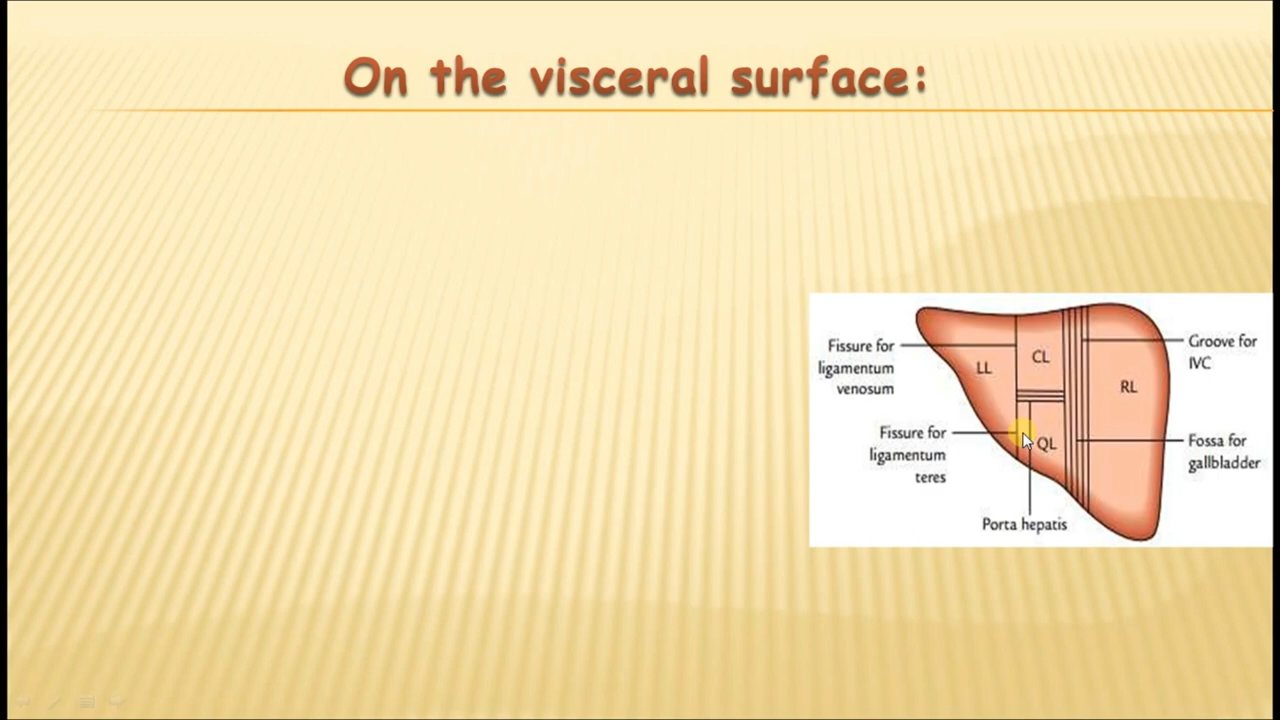 On the visceral surface:
Fissure for
ligamentum
venosum
LL
CL
Groove for
IVC
RL
Fissure for
ligamentum
teres
QL
Fossa for
gallbladder
Porta hepatis